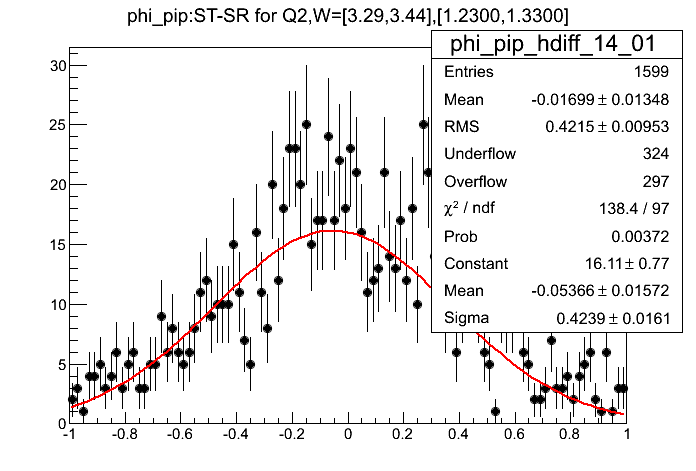 phi_pip:ST-SR for Q2,W=[3.29,3.44],[1.2300,1.3300]
phi_pip_hdiff_14_01
Entries 1599
Mean -0.01699 ± 0.01348
RMS 0.4215 ± 0.00953
Underflow 324
Overflow 297
χ² / ndf 138.4 / 97
Prob 0.00372
Constant 16.11 ± 0.77
Mean -0.05366 ± 0.01572
Sigma 0.4239 ± 0.0161
30
25
20
15
10
5
0
-1 -0.8 -0.6 -0.4 -0.2 0 0.2 0.4 0.6 0.8 1